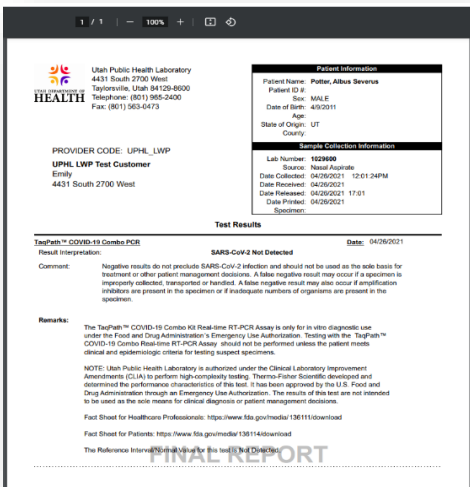 1 / 1 | — 100% +
Utah Public Health Laboratory
4431 South 2700 West
Taylorsville, Utah 84129-8600
Telephone: (801) 965-2400
Fax: (801) 563-0473
UTAH DEPARTMENT OF
HEALTH
Patient Information
Patient Name: Potter, Albus Severus
Patient ID #:
Sex: MALE
Date of Birth: 4/9/2011
Age:
State of Origin: UT
County:
PROVIDER CODE: UPHL_LWP
UPHL LWP Test Customer
Emily
4431 South 2700 West
Sample Collection Information
Lab Number: 1029600
Source: Nasal Aspirate
Date Collected: 04/26/2021 12:01:24PM
Date Received: 04/26/2021
Date Released: 04/26/2021 17:01
Date Printed: 04/26/2021
Specimen:
Test Results
TaqPath™ COVID-19 Combo PCR
Date: 04/26/2021
Result Interpretation: SARS-CoV-2 Not Detected
Comment: Negative results do not preclude SARS-CoV-2 infection and should not be used as the sole basis for
treatment or other patient management decisions. A false negative result may occur if a specimen is
improperly collected, transported or handled. A false negative result may also occur if amplification
inhibitors are present in the specimen or if inadequate numbers of organisms are present in the
specimen.
Remarks:
The TaqPath™ COVID-19 Combo Kit Real-time RT-PCR Assay is only for in vitro diagnostic use
under the Food and Drug Administration's Emergency Use Authorization. Testing with the TaqPath™
COVID-19 Combo Real-time RT-PCR Assay should not be performed unless the patient meets
clinical and epidemiologic criteria for testing suspect specimens.
NOTE: Utah Public Health Laboratory is authorized under the Clinical Laboratory Improvement
Amendments (CLIA) to perform high-complexity testing. Thermo-Fisher Scientific developed and
determined the performance characteristics of this test. It has been approved by the U.S. Food and
Drug Administration through an Emergency Use Authorization. The results of this test are not intended
to be used as the sole means for clinical diagnosis or patient management decisions.
Fact Sheet for Healthcare Professionals: https://www.fda.gov/media/136111/download
Fact Sheet for Patients: https://www.fda.gov/media/136114/download
The Reference Interval/Normal Value for this test is Not Detected.
FINAL REPORT